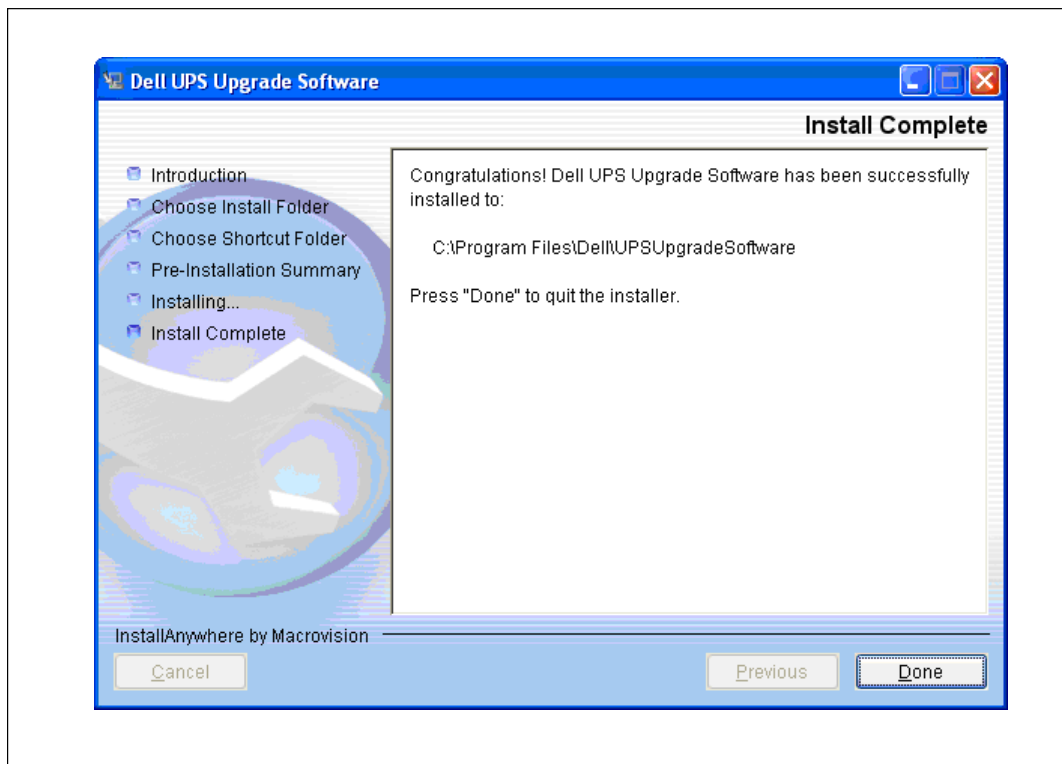 Dell UPS Upgrade Software
Install Complete
Introduction
Choose Install Folder
Choose Shortcut Folder
Pre-Installation Summary
Installing...
Install Complete
Congratulations! Dell UPS Upgrade Software has been successfully
installed to:
C:\Program Files\Dell\UPSUpgradeSoftware
Press "Done" to quit the installer.
InstallAnywhere by Macrovision
Cancel
Previous
Done